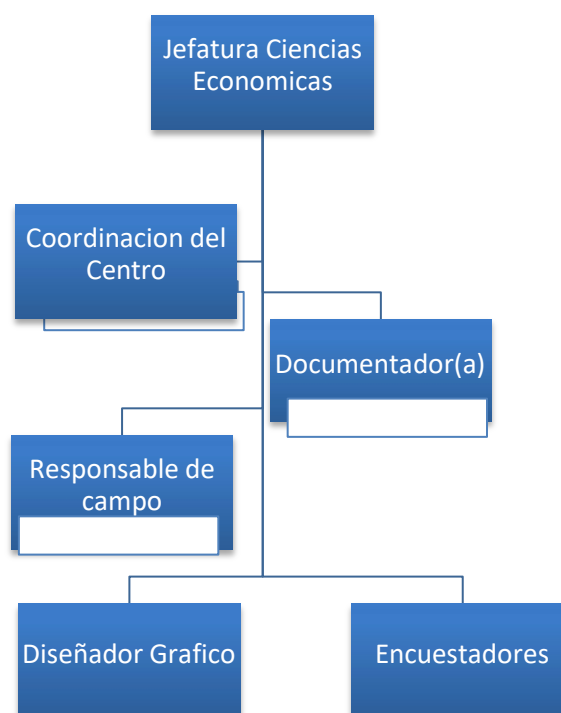 Jefatura Ciencias
Economicas
Coordinacion del
Centro
Documentador(a)
Responsable de
campo
Diseñador Grafico
Encuestadores